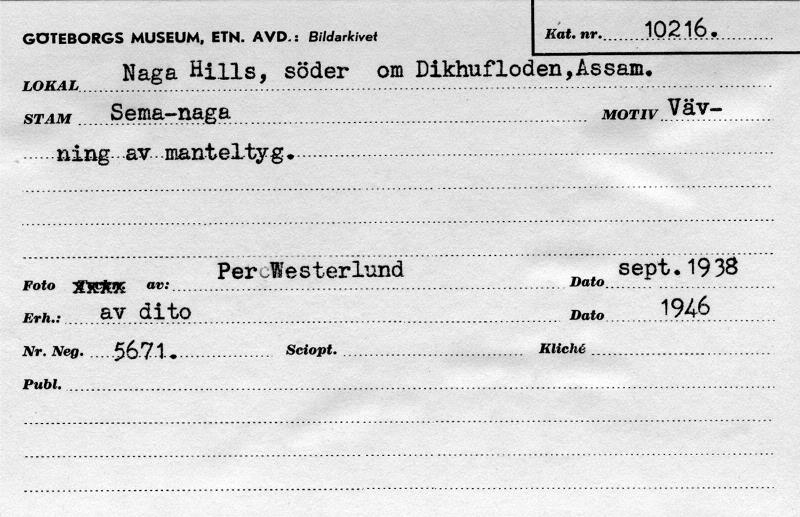 GÖTEBORGS MUSEUM, ETN. AVD.: Bildarkivet Kat. nr. 10216.
LOKAL Naga Hills, söder om Dikhufloden, Assam.
STAM Sema-naga MOTIV Väv-
ning av manteltyg.
Foto av: Per Westerlund Dato sept. 1938
Erh.: av dito Dato 1946
Nr. Neg. 5671. Sciopt. Kliché
Publ.